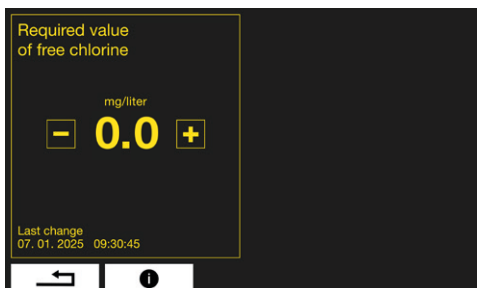 Required value
of free chlorine
mg/liter
− 0.0 +
Last change
07. 01. 2025 09:30:45
i